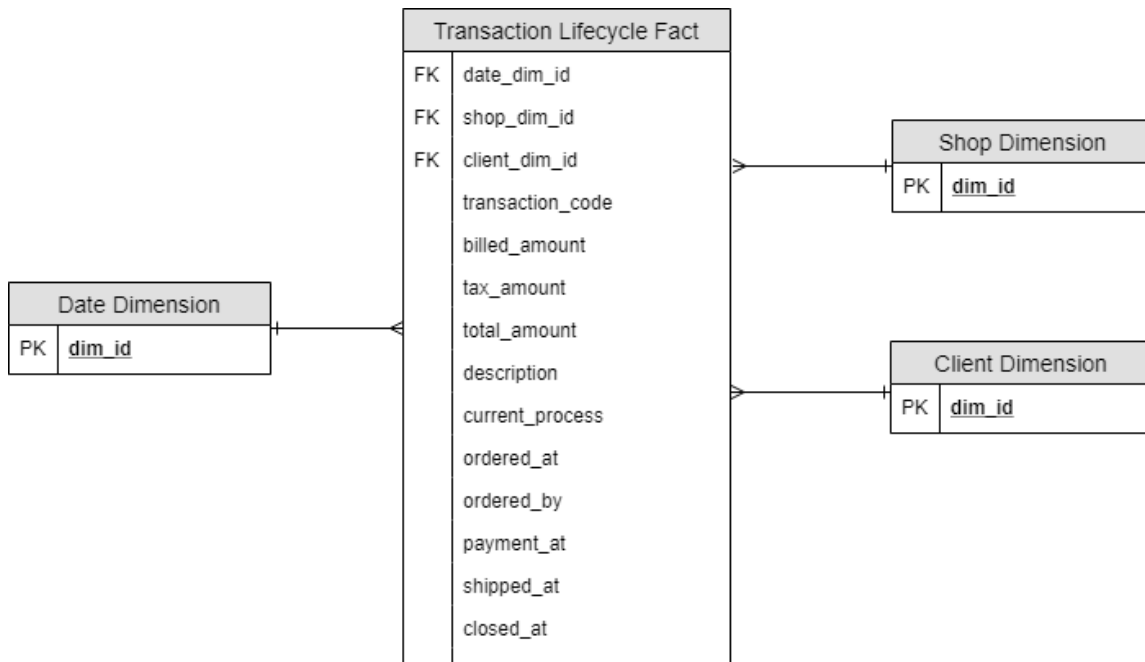 Transaction Lifecycle Fact
FK date_dim_id
FK shop_dim_id
FK client_dim_id
transaction_code
billed_amount
tax_amount
total_amount
description
current_process
ordered_at
ordered_by
payment_at
shipped_at
closed_at
Date Dimension
PK dim_id
Shop Dimension
PK dim_id
Client Dimension
PK dim_id